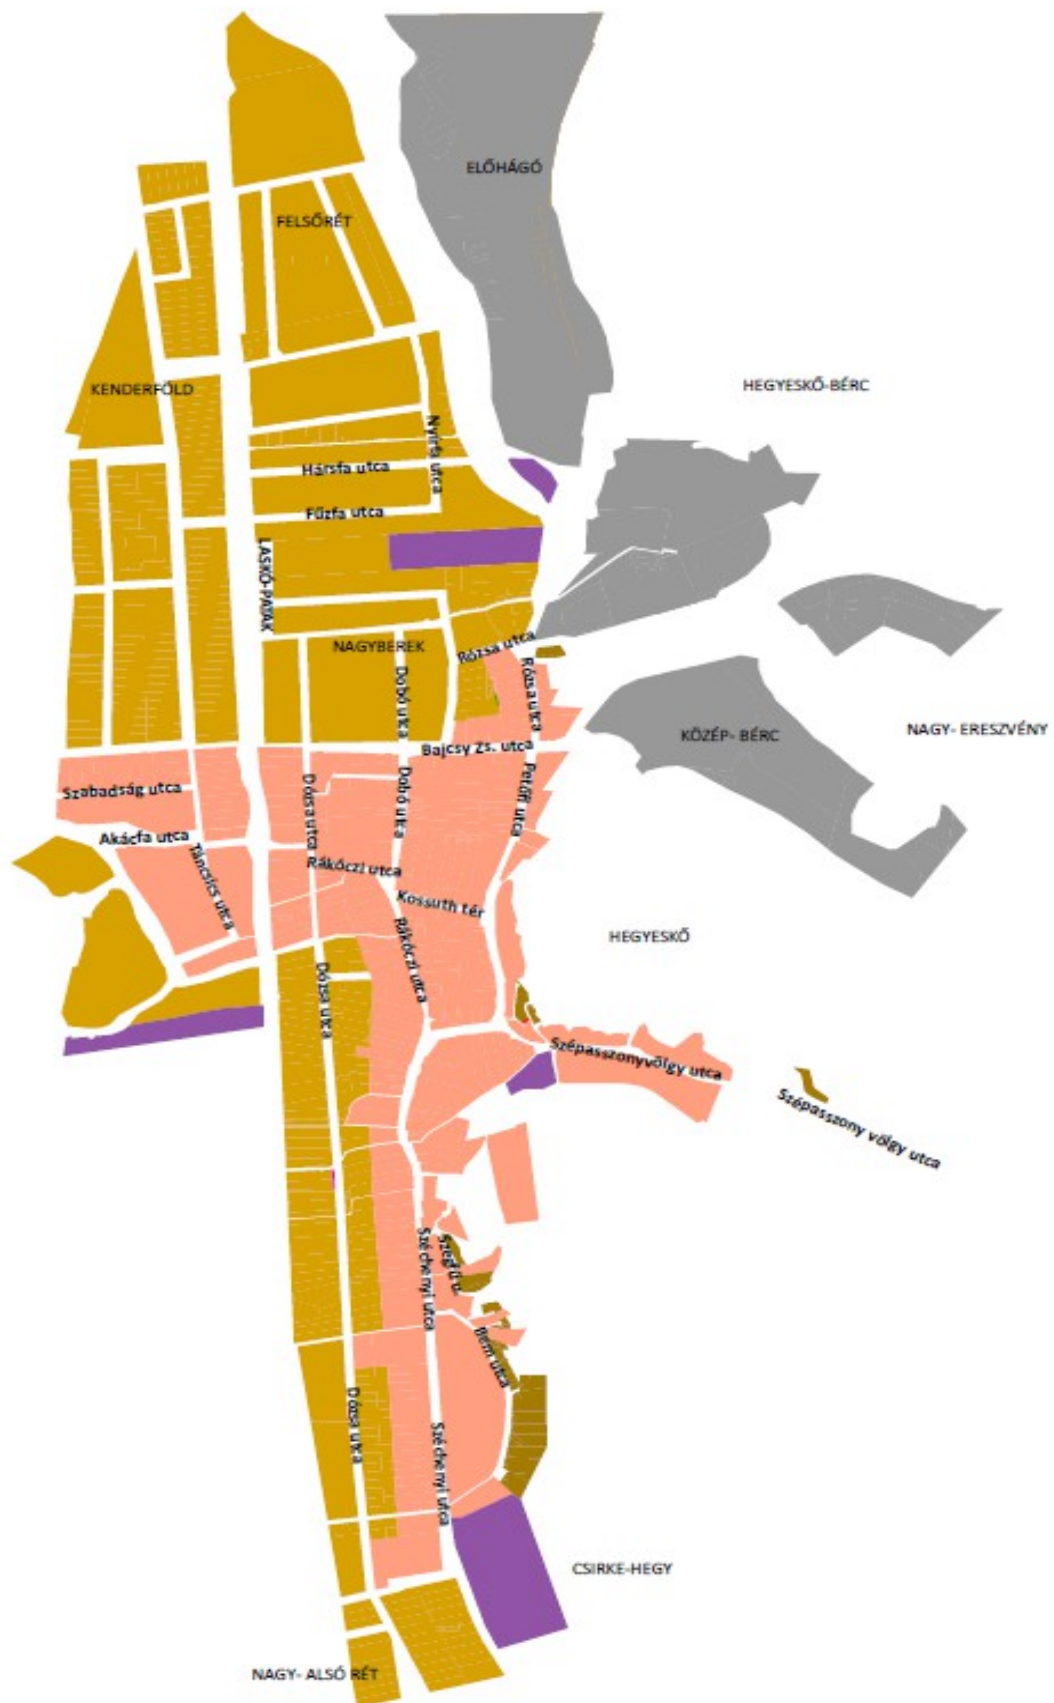 ELŐHÁGÓ
FELSŐRÉT
HEGYESKŐ-BÉRC
KENDERFÖLD
Nyírfa utca
Hársfa utca
Fűzfa utca
LASKÓ-PATAK
NAGYBEREK
Rózsa utca
Rózsa utca
Dobó utca
NAGY- ERESZVÉNY
KÖZÉP- BÉRC
Bajcsy Zs. utca
Szabadság utca
Dózsa utca
Dobó utca
Petőfi utca
Akácfa utca
Táncsics utca
Rákóczi utca
Kossuth tér
HEGYESKŐ
Rákóczi utca
Dózsa utca
Szépasszonyvölgy utca
Szépasszony völgy utca
Széchenyi utca
Szegfű u.
Bem utca
Dózsa utca
Széchenyi utca
CSIRKE-HEGY
NAGY- ALSÓ RÉT